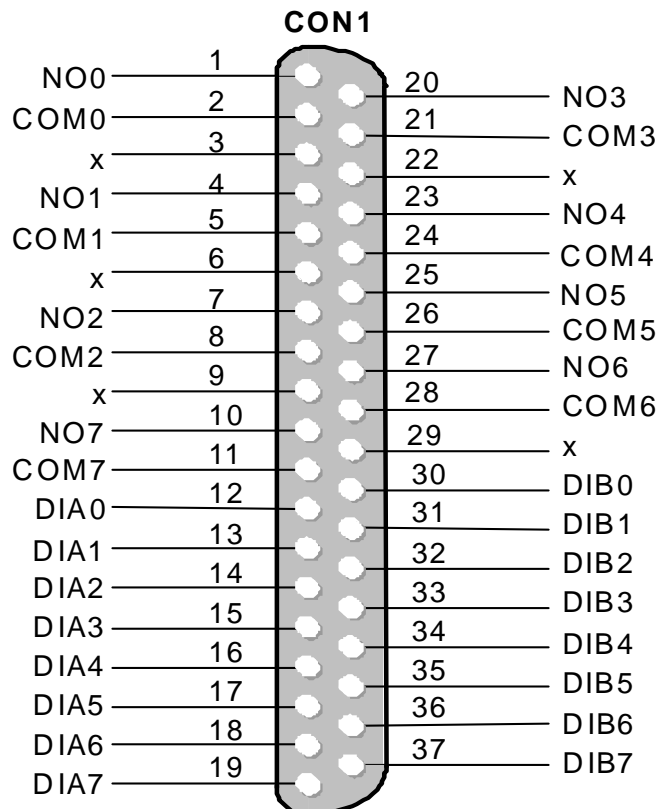 CON1
NO0 1
20 NO3
COM0 2
21 COM3
x 3
22 x
NO1 4
23 NO4
COM1 5
24 COM4
x 6
25 NO5
NO2 7
26 COM5
COM2 8
27 NO6
x 9
28 COM6
NO7 10
29 x
COM7 11
30 DIB0
DIA0 12
31 DIB1
DIA1 13
32 DIB2
DIA2 14
33 DIB3
DIA3 15
34 DIB4
DIA4 16
35 DIB5
DIA5 17
36 DIB6
DIA6 18
37 DIB7
DIA7 19